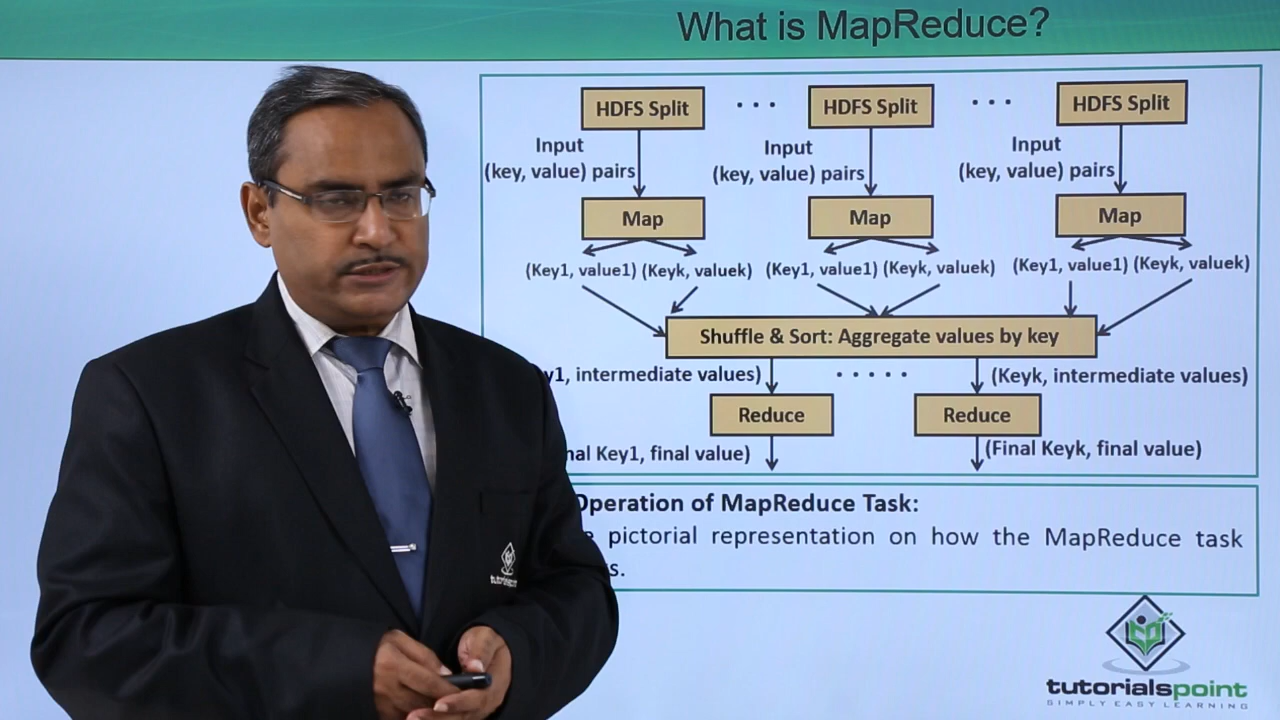 What is MapReduce?
HDFS Split . . . HDFS Split . . . HDFS Split
Input Input Input
(key, value) pairs (key, value) pairs (key, value) pairs
Map Map Map
(Key1, value1) (Keyk, valuek) (Key1, value1) (Keyk, valuek) (Key1, value1) (Keyk, valuek)
Shuffle & Sort: Aggregate values by key
y1, intermediate values) . . . . . (Keyk, intermediate values)
Reduce Reduce
nal Key1, final value) (Final Keyk, final value)
Operation of MapReduce Task:
pictorial representation on how the MapReduce task
s.
tutorialspoint
SIMPLY EASY LEARNING